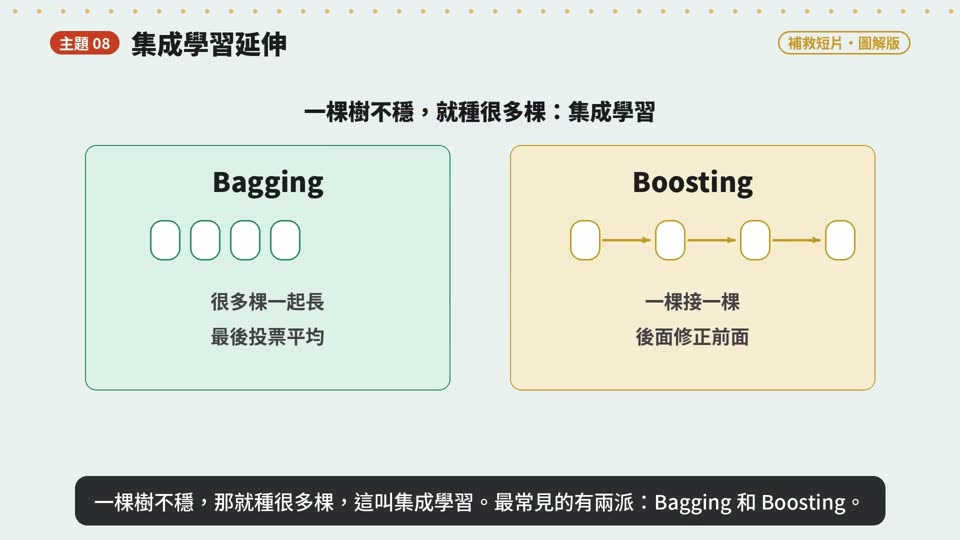 主題 08
集成學習延伸
補救短片・圖解版
一棵樹不穩，就種很多棵：集成學習
Bagging
很多棵一起長
最後投票平均
Boosting
一棵接一棵
後面修正前面
一棵樹不穩，那就種很多棵，這叫集成學習。最常見的有兩派：Bagging 和 Boosting。